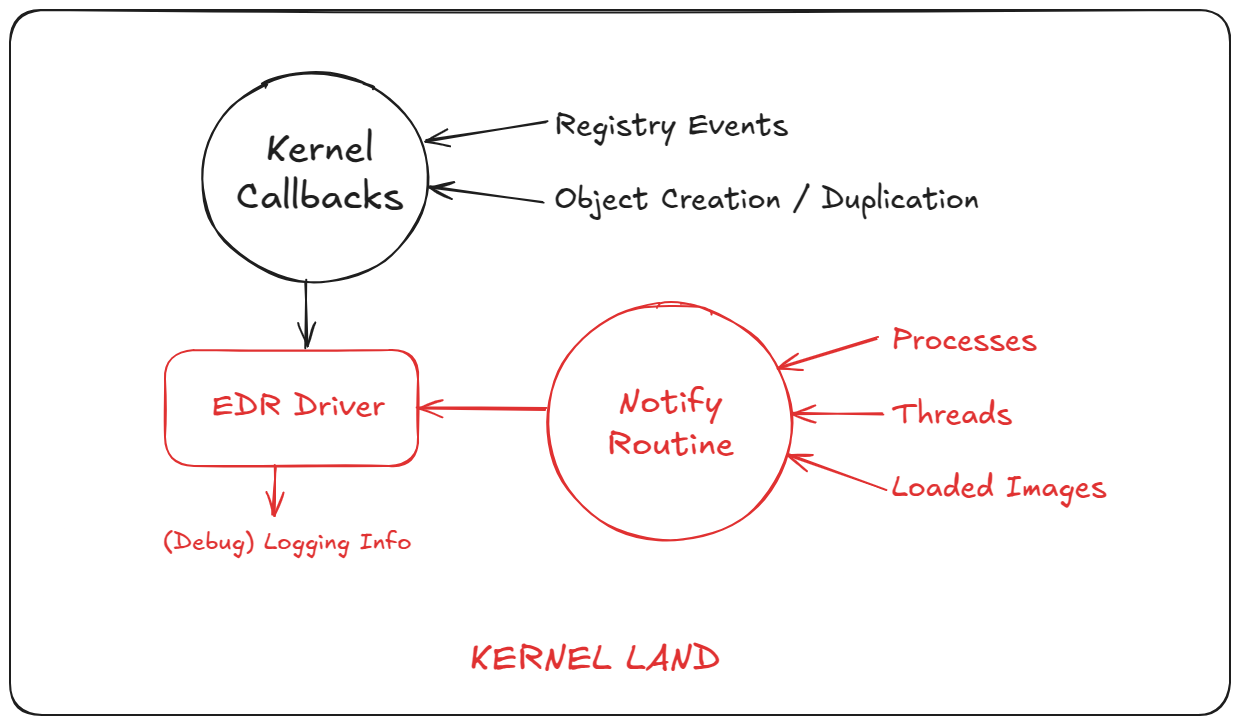 Kernel
Callbacks
Registry Events
Object Creation / Duplication
EDR Driver
Notify
Routine
Processes
Threads
Loaded Images
(Debug) Logging Info
KERNEL LAND